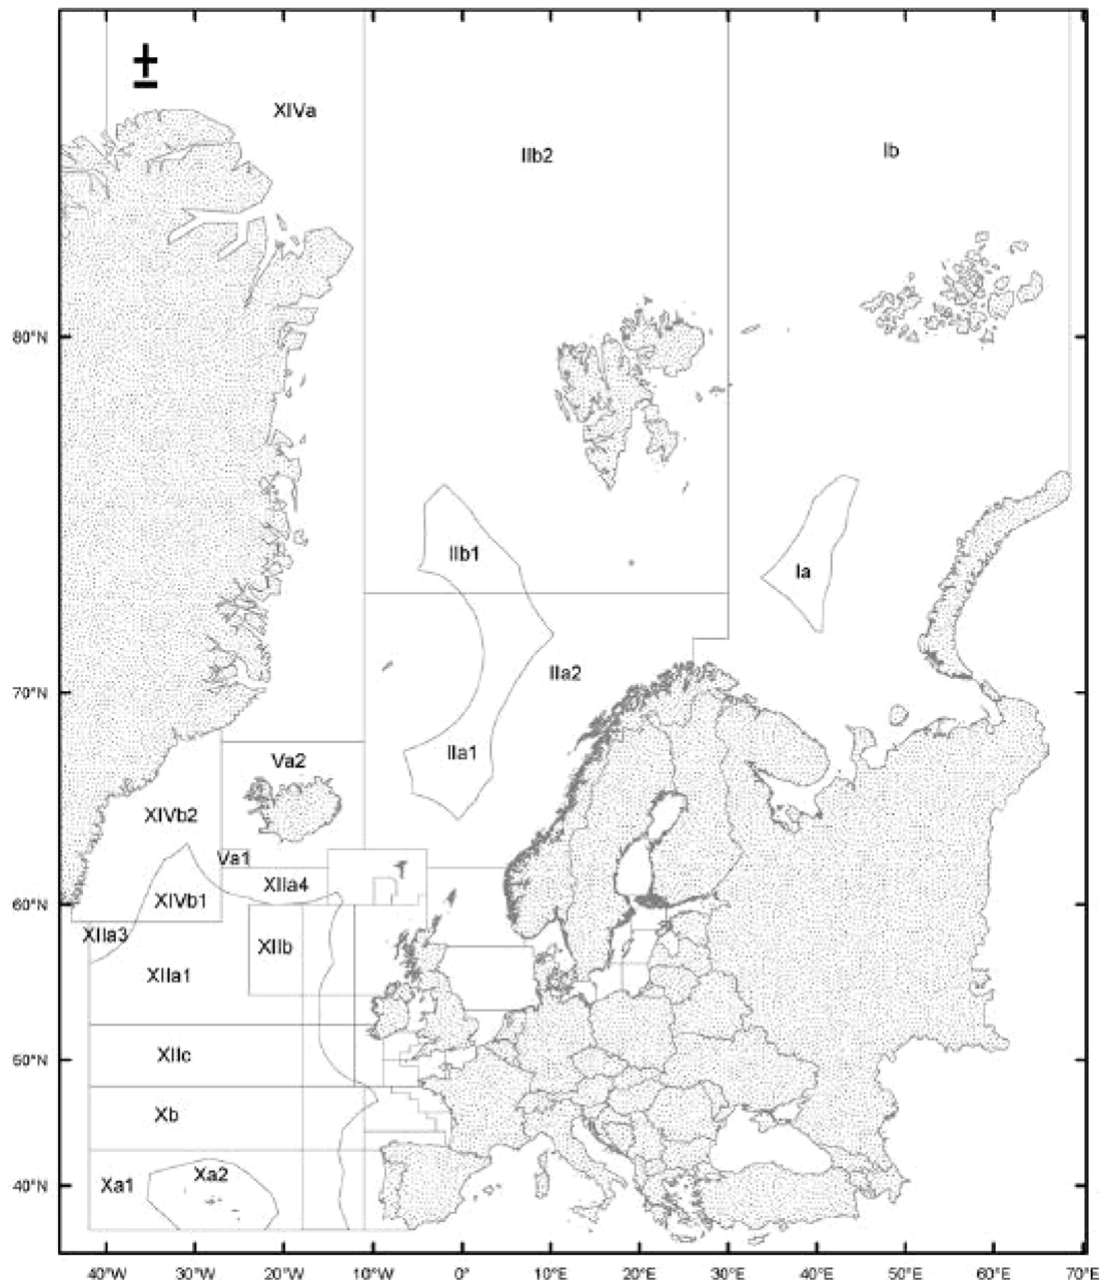 ±
XIVa
IIb2
Ib
80°N
IIb1
Ia
IIa2
70°N
IIa1
Va2
XIVb2
Va1
XIIa4
XIVb1
60°N
XIIa3
XIIb
XIIa1
XIIc
50°N
Xb
Xa2
Xa1
40°N
40°W 30°W 20°W 10°W 0° 10°E 20°E 30°E 40°E 50°E 60°E 70°E